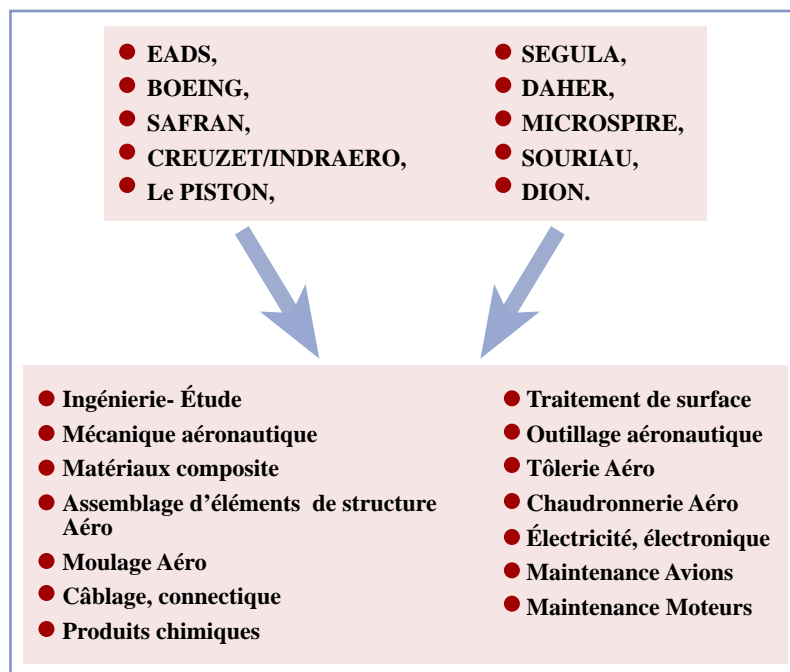 EADS,
BOEING,
SAFRAN,
CREUZET/INDRAERO,
Le PISTON,
SEGULA,
DAHER,
MICROSPIRE,
SOURIAU,
DION.
Ingénierie- Étude
Mécanique aéronautique
Matériaux composite
Assemblage d’éléments de structure
Aéro
Moulage Aéro
Câblage, connectique
Produits chimiques
Traitement de surface
Outillage aéronautique
Tôlerie Aéro
Chaudronnerie Aéro
Électricité, électronique
Maintenance Avions
Maintenance Moteurs